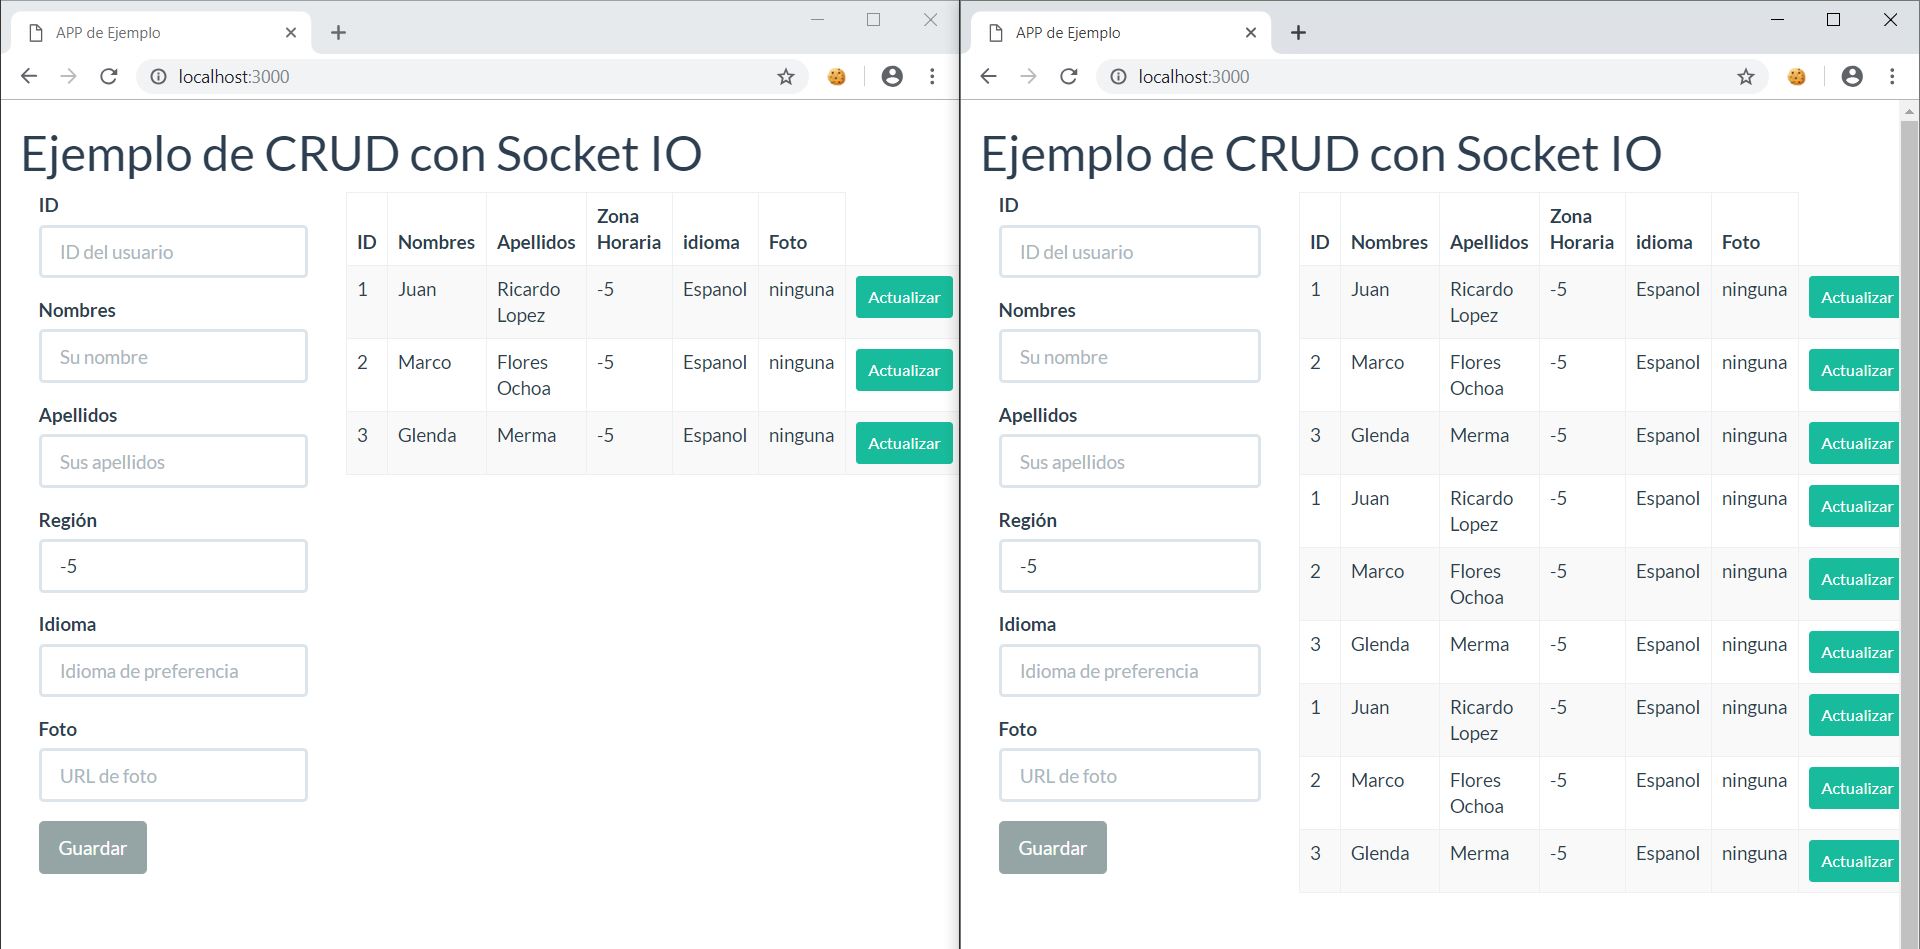 APP de Ejemplo
localhost:3000
Ejemplo de CRUD con Socket IO
ID
ID del usuario
Nombres
Su nombre
Apellidos
Sus apellidos
Región
-5
Idioma
Idioma de preferencia
Foto
URL de foto
Guardar
ID Nombres Apellidos Zona Horaria idioma Foto
1 Juan Ricardo Lopez -5 Espanol ninguna Actualizar
2 Marco Flores Ochoa -5 Espanol ninguna Actualizar
3 Glenda Merma -5 Espanol ninguna Actualizar
APP de Ejemplo
localhost:3000
Ejemplo de CRUD con Socket IO
ID
ID del usuario
Nombres
Su nombre
Apellidos
Sus apellidos
Región
-5
Idioma
Idioma de preferencia
Foto
URL de foto
Guardar
ID Nombres Apellidos Zona Horaria idioma Foto
1 Juan Ricardo Lopez -5 Espanol ninguna Actualizar
2 Marco Flores Ochoa -5 Espanol ninguna Actualizar
3 Glenda Merma -5 Espanol ninguna Actualizar
1 Juan Ricardo Lopez -5 Espanol ninguna Actualizar
2 Marco Flores Ochoa -5 Espanol ninguna Actualizar
3 Glenda Merma -5 Espanol ninguna Actualizar
1 Juan Ricardo Lopez -5 Espanol ninguna Actualizar
2 Marco Flores Ochoa -5 Espanol ninguna Actualizar
3 Glenda Merma -5 Espanol ninguna Actualizar